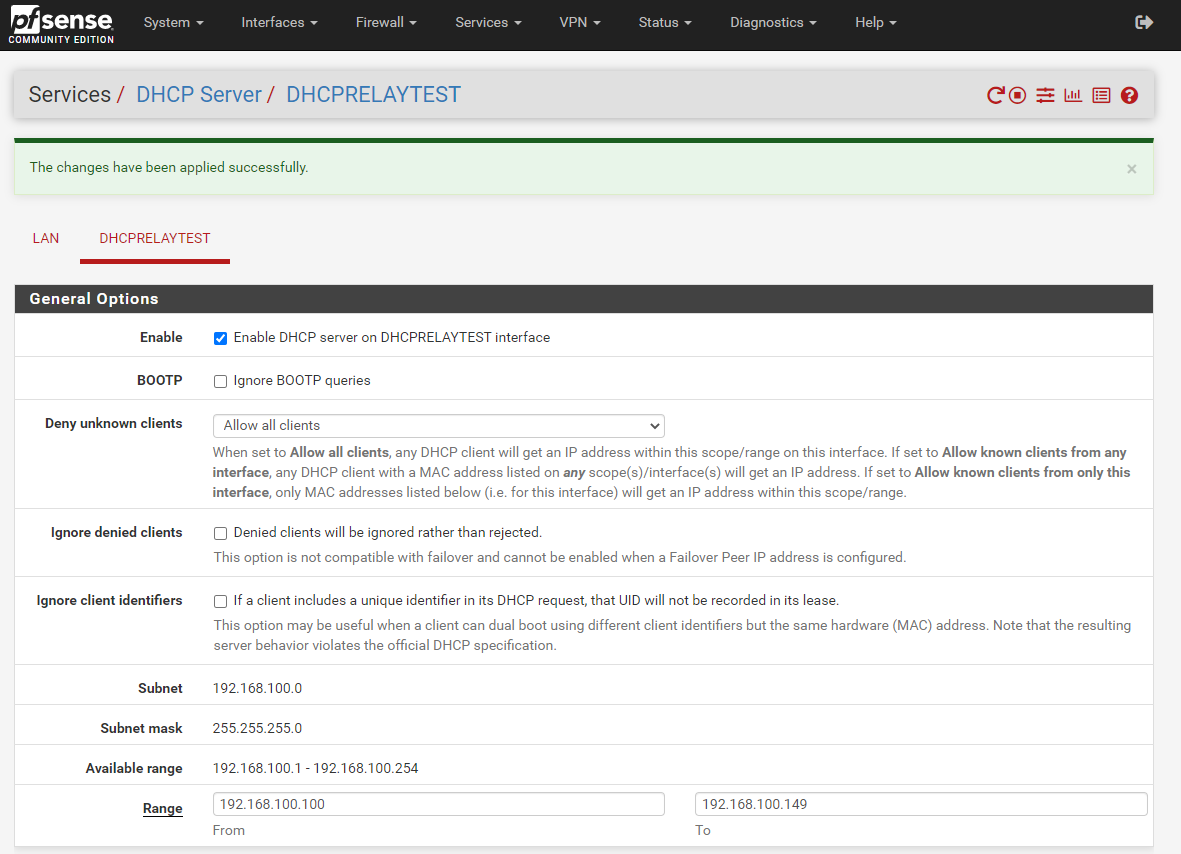 pfsense
COMMUNITY EDITION
System
Interfaces
Firewall
Services
VPN
Status
Diagnostics
Help
Services / DHCP Server / DHCPRELAYTEST
The changes have been applied successfully.
×
LAN
DHCPRELAYTEST
General Options
Enable
Enable DHCP server on DHCPRELAYTEST interface
BOOTP
Ignore BOOTP queries
Deny unknown clients
Allow all clients
When set to Allow all clients, any DHCP client will get an IP address within this scope/range on this interface. If set to Allow known clients from any
interface, any DHCP client with a MAC address listed on any scope(s)/interface(s) will get an IP address. If set to Allow known clients from only this
interface, only MAC addresses listed below (i.e. for this interface) will get an IP address within this scope/range.
Ignore denied clients
Denied clients will be ignored rather than rejected.
This option is not compatible with failover and cannot be enabled when a Failover Peer IP address is configured.
Ignore client identifiers
If a client includes a unique identifier in its DHCP request, that UID will not be recorded in its lease.
This option may be useful when a client can dual boot using different client identifiers but the same hardware (MAC) address. Note that the resulting
server behavior violates the official DHCP specification.
Subnet
192.168.100.0
Subnet mask
255.255.255.0
Available range
192.168.100.1 - 192.168.100.254
Range
192.168.100.100
From
192.168.100.149
To